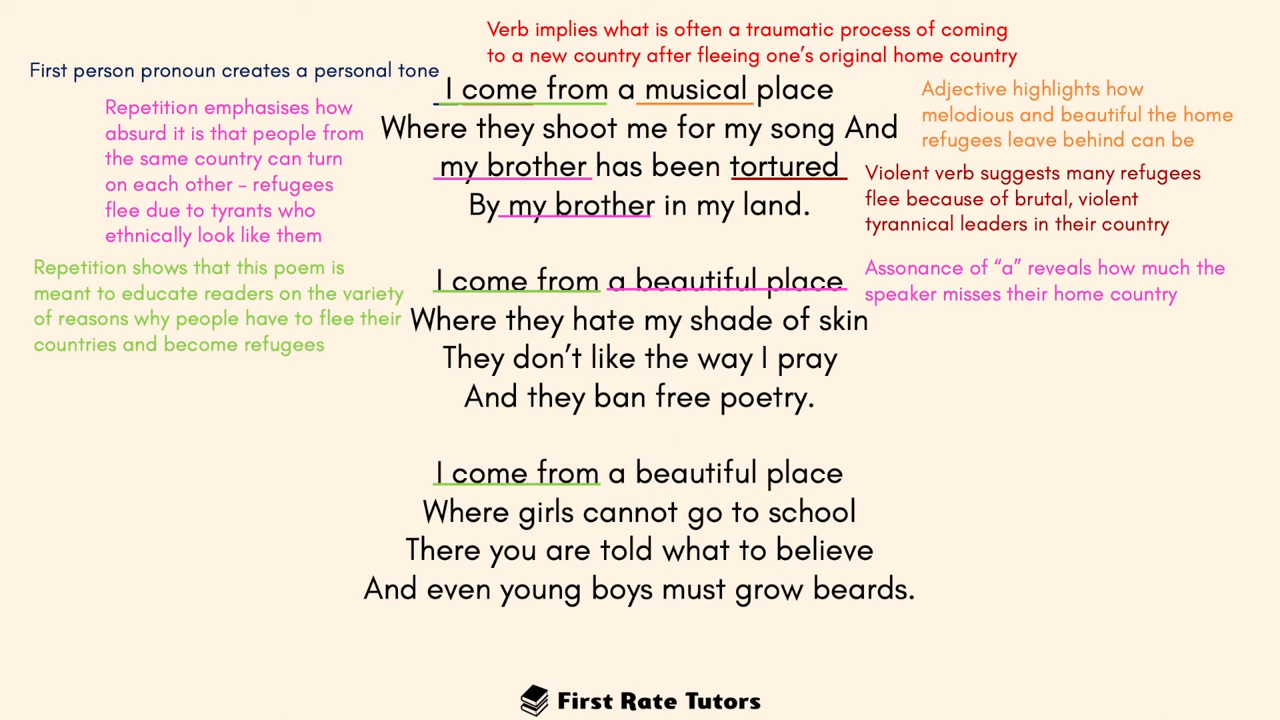 Verb implies what is often a traumatic process of coming
to a new country after fleeing one's original home country
First person pronoun creates a personal tone
Repetition emphasises how
absurd it is that people from
the same country can turn
on each other – refugees
flee due to tyrants who
ethnically look like them
Repetition shows that this poem is
meant to educate readers on the variety
of reasons why people have to flee their
countries and become refugees
I come from a musical place
Where they shoot me for my song And
my brother has been tortured
By my brother in my land.
I come from a beautiful place
Where they hate my shade of skin
They don't like the way I pray
And they ban free poetry.
I come from a beautiful place
Where girls cannot go to school
There you are told what to believe
And even young boys must grow beards.
Adjective highlights how
melodious and beautiful the home
refugees leave behind can be
Violent verb suggests many refugees
flee because of brutal, violent
tyrannical leaders in their country
Assonance of “a” reveals how much the
speaker misses their home country
First Rate Tutors